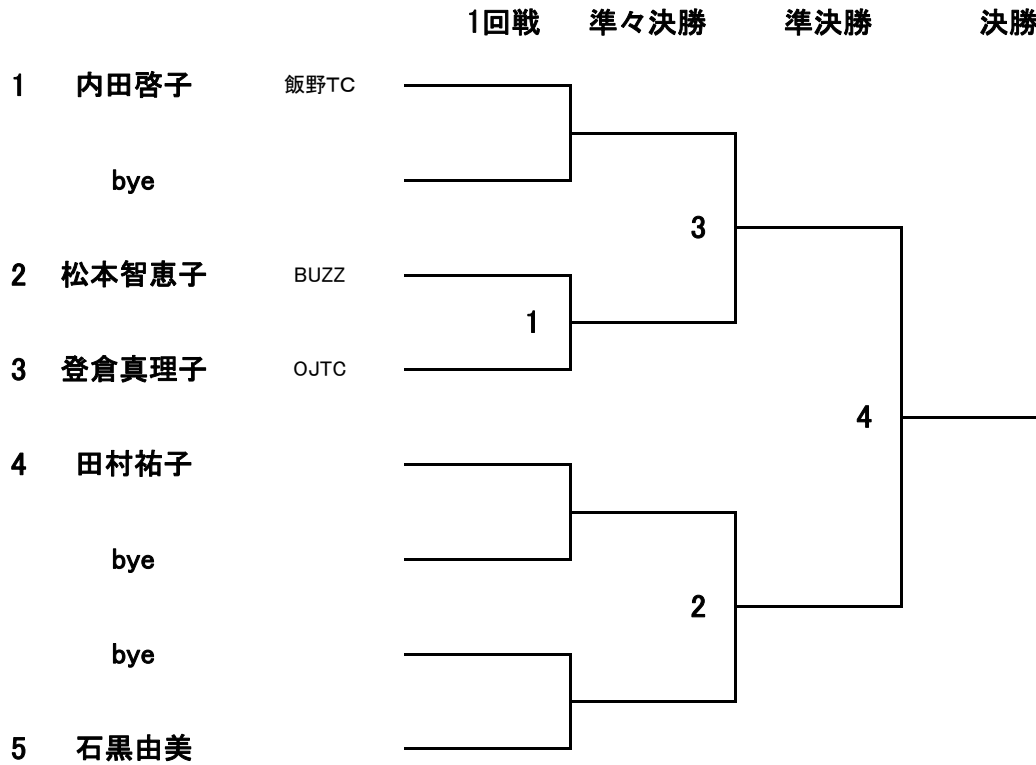 1回戦 準々決勝 準決勝 決勝
1 内田啓子 飯野TC
bye
3
2 松本智恵子 BUZZ
1
3 登倉真理子 OJTC
4
4 田村祐子
bye
2
bye
5 石黒由美